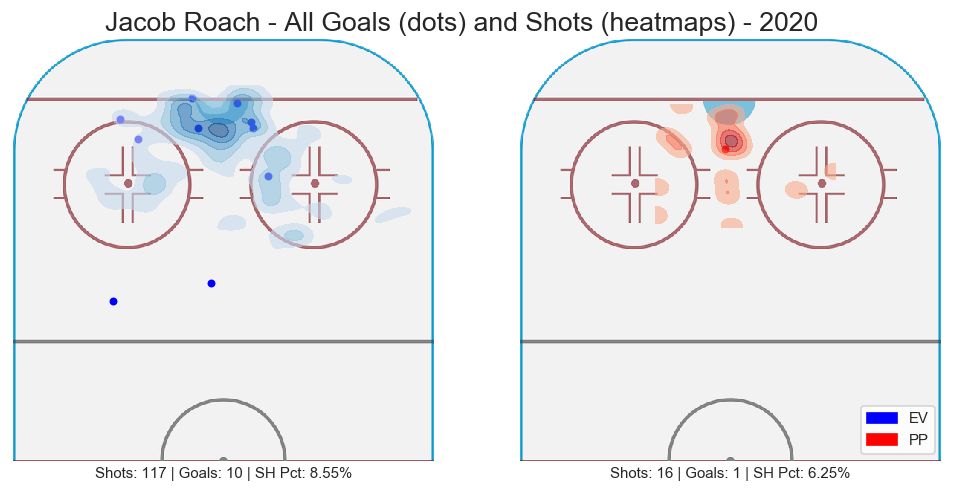 Jacob Roach - All Goals (dots) and Shots (heatmaps) - 2020
EV
PP
Shots: 117 | Goals: 10 | SH Pct: 8.55%
Shots: 16 | Goals: 1 | SH Pct: 6.25%